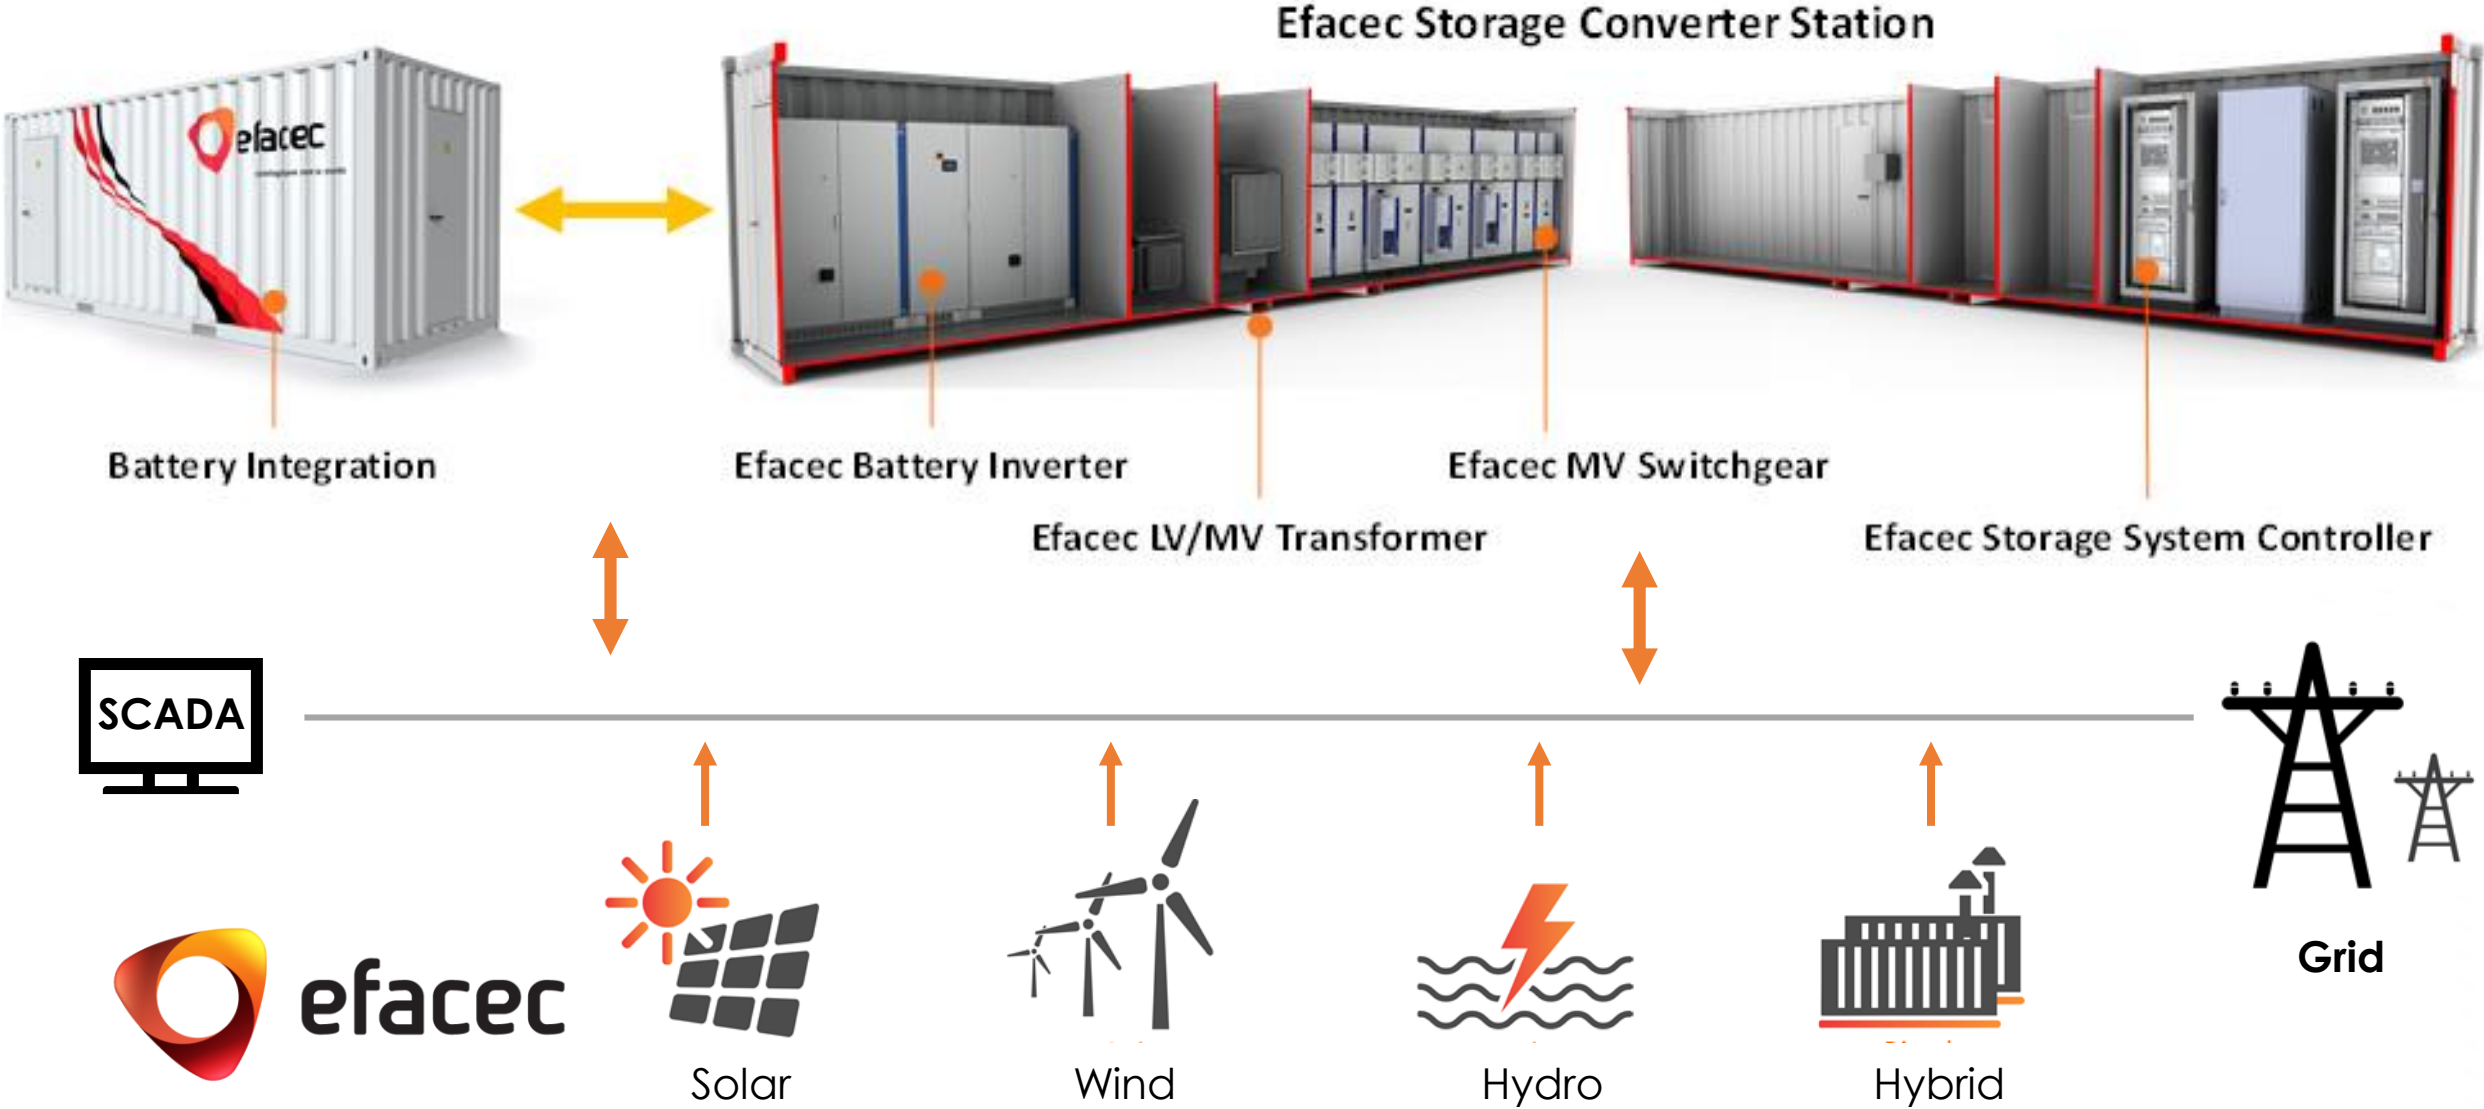 Efacec Storage Converter Station
efacec
Battery Integration
Efacec Battery Inverter
Efacec MV Switchgear
Efacec LV/MV Transformer
Efacec Storage System Controller
SCADA
Grid
efacec
Solar
Wind
Hydro
Hybrid